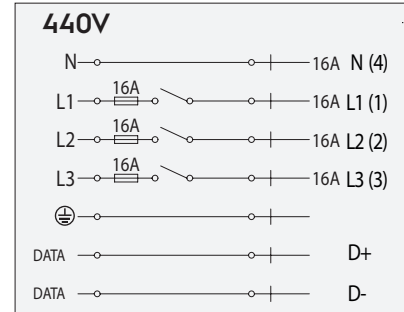 440V
N 16A N (4)
L1 16A 16A L1 (1)
L2 16A 16A L2 (2)
L3 16A 16A L3 (3)
DATA D+
DATA D-